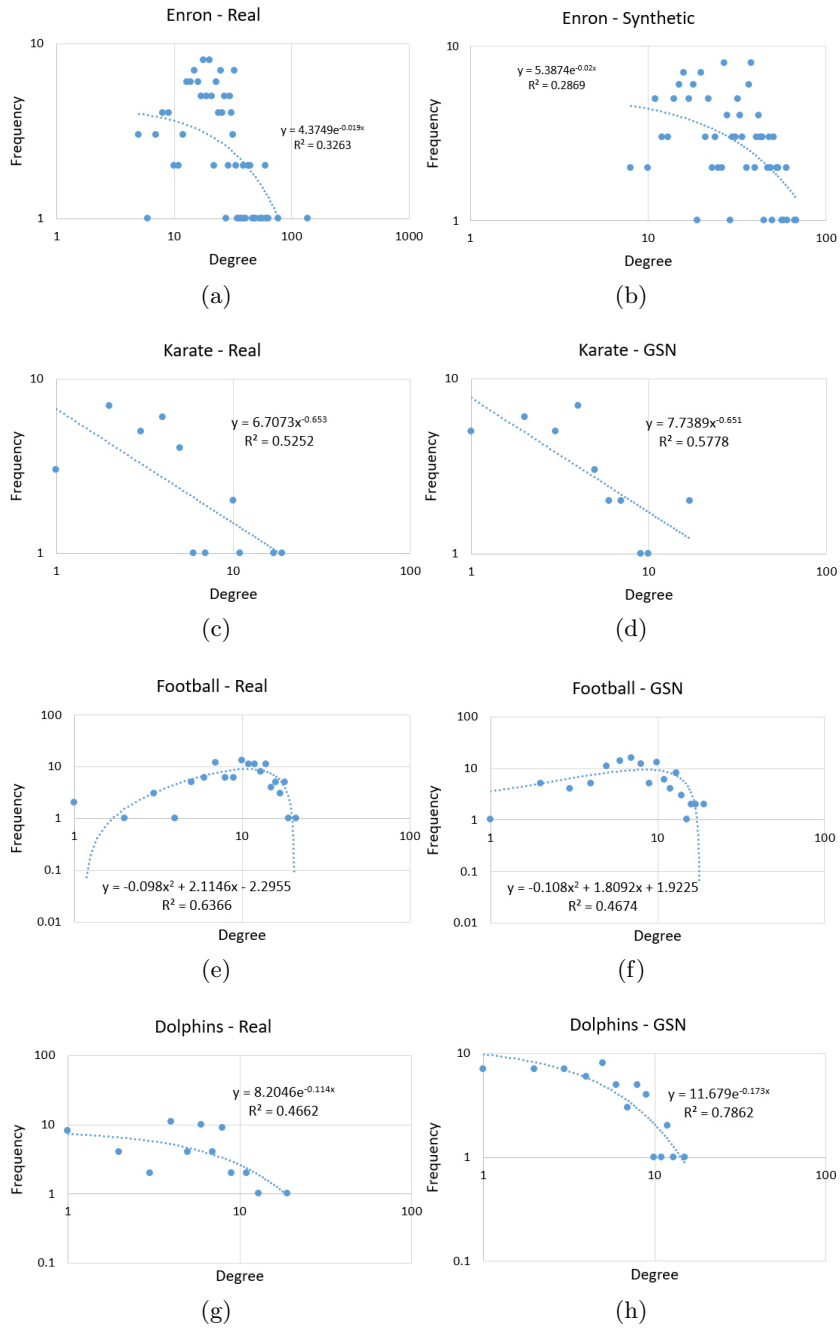 Enron - Real
10
1
1
10
100
1000
Frequency
Degree
y = 4.3749e^-0.019x
R² = 0.3263
(a)
Enron - Synthetic
10
1
1
10
100
Frequency
Degree
y = 5.3874e^-0.02x
R² = 0.2869
(b)
Karate - Real
10
1
1
10
100
Frequency
Degree
y = 6.7073x^-0.653
R² = 0.5252
(c)
Karate - GSN
10
1
1
10
100
Frequency
Degree
y = 7.7389x^-0.651
R² = 0.5778
(d)
Football - Real
100
10
1
0.1
0.01
1
10
100
Frequency
y = -0.098x² + 2.1146x - 2.2955
R² = 0.6366
Degree
(e)
Football - GSN
100
10
1
0.1
0.01
1
10
100
Frequency
y = -0.108x² + 1.8092x + 1.9225
R² = 0.4674
Degree
(f)
Dolphins - Real
100
10
1
0.1
1
10
100
Frequency
y = 8.2046e^-0.114x
R² = 0.4662
Degree
(g)
Dolphins - GSN
10
1
0.1
1
10
100
Frequency
y = 11.679e^-0.173x
R² = 0.7862
Degree
(h)